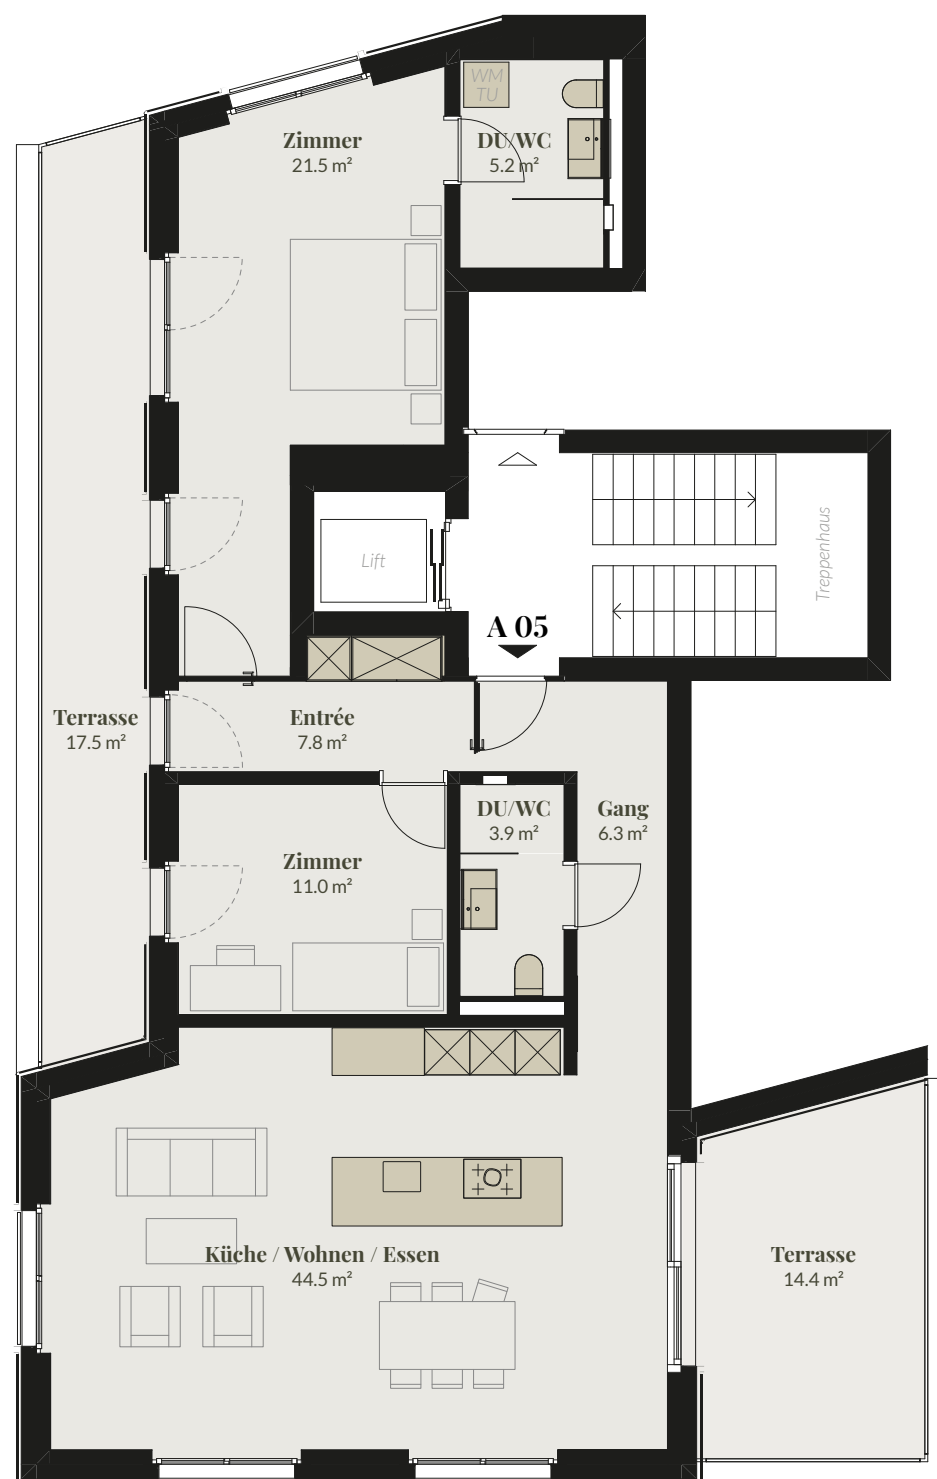 WM
TU
Zimmer
21.5 m²
DU/WC
5.2 m²
Lift
Treppenhaus
A 05
Terrasse
17.5 m²
Entrée
7.8 m²
DU/WC
3.9 m²
Gang
6.3 m²
Zimmer
11.0 m²
Küche / Wohnen / Essen
44.5 m²
Terrasse
14.4 m²